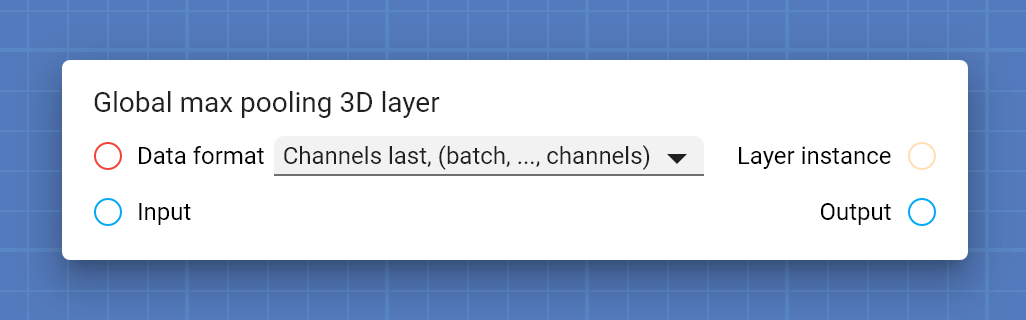 Global max pooling 3D layer
Data format Channels last, (batch, ..., channels) Layer instance
Input Output